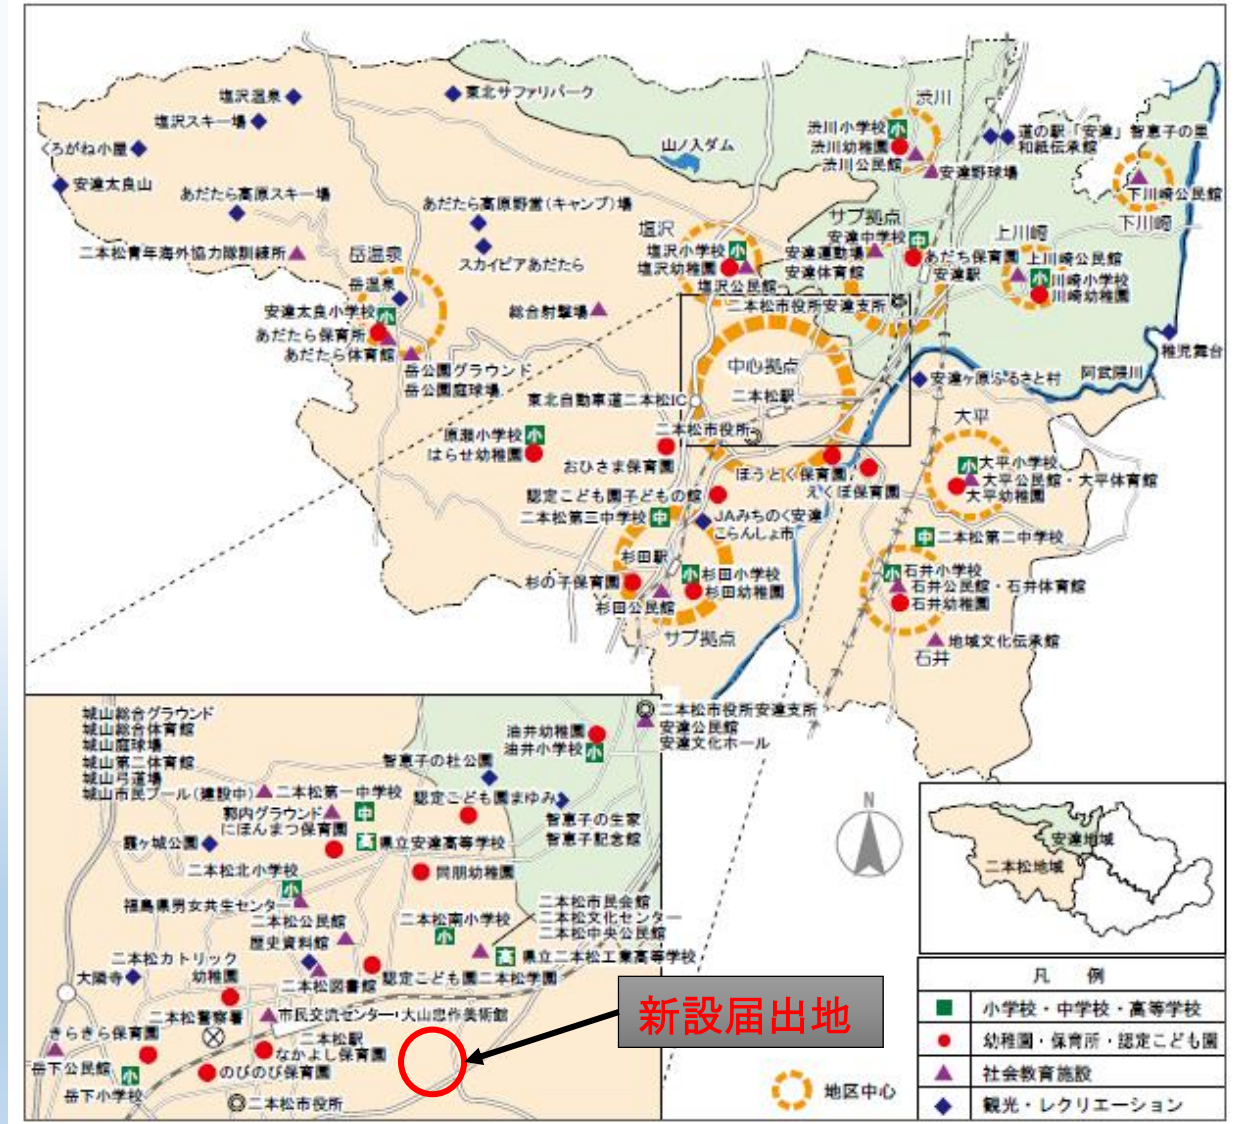 塩沢温泉
東北サファリパーク
塩沢スキー場
くろがね小屋
安達太良山
あだたら高原スキー場
二本松青年海外協力隊訓練所
岳温泉
岳温泉
安達太良小学校
小
あだたら保育所
あだたら体育館
岳公園グラウンド
岳公園庭球場
あだたら高原野営(キャンプ)場
スカイピアあだたら
総合射撃場
山ノ入ダム
塩沢
塩沢小学校
小
塩沢幼稚園
塩沢公民館
渋川
渋川小学校
小
渋川幼稚園
渋川公民館
安達野球場
道の駅「安達」智恵子の里
和紙伝承館
下川崎公民館
下川崎
サブ拠点
安達中学校
中
安達運動場
安達体育館
あだち保育園
安達駅
上川崎
上川崎公民館
小
川崎小学校
川崎幼稚園
二本松市役所安達支所
稚児舞台
阿武隈川
安達ヶ原ふるさと村
中心拠点
二本松駅
東北自動車道二本松IC
二本松市役所
原瀬小学校
小
はらせ幼稚園
おひさま保育園
ほうとく保育園
えくぼ保育園
認定こども園子どもの館
二本松第三中学校
中
JAみちのく安達
こらんしょ市
杉田駅
小
杉田小学校
杉の子保育園
杉田幼稚園
杉田公民館
サブ拠点
大平
小
大平小学校
大平公民館・大平体育館
大平幼稚園
中
二本松第二中学校
小
石井小学校
石井公民館・石井体育館
石井幼稚園
地域文化伝承館
石井
城山総合グラウンド
城山総合体育館
城山庭球場
城山第二体育館
城山弓道場
城山市民プール(建設中)
二本松第一中学校
中
郭内グラウンド
にほんまつ保育園
高
県立安達高等学校
霞ヶ城公園
二本松北小学校
小
福島県男女共生センター
二本松公民館
歴史資料館
二本松図書館
二本松カトリック
幼稚園
大隣寺
二本松警察署
きらきら保育園
岳下公民館
小
岳下小学校
市民交流センター・大山忠作美術館
二本松駅
なかよし保育園
のびのび保育園
二本松市役所
智恵子の杜公園
認定こども園まゆみ
油井幼稚園
油井小学校
小
二本松市役所安達支所
安達公民館
安達文化ホール
智恵子の生家
智恵子記念館
同朋幼稚園
二本松南小学校
小
二本松市民会館
二本松文化センター
二本松中央公民館
高
県立二本松工業高等学校
認定こども園二本松学園
新設届出地
N
安達地域
二本松地域
地区中心
凡 例
小学校・中学校・高等学校
幼稚園・保育所・認定こども園
社会教育施設
観光・レクリエーション